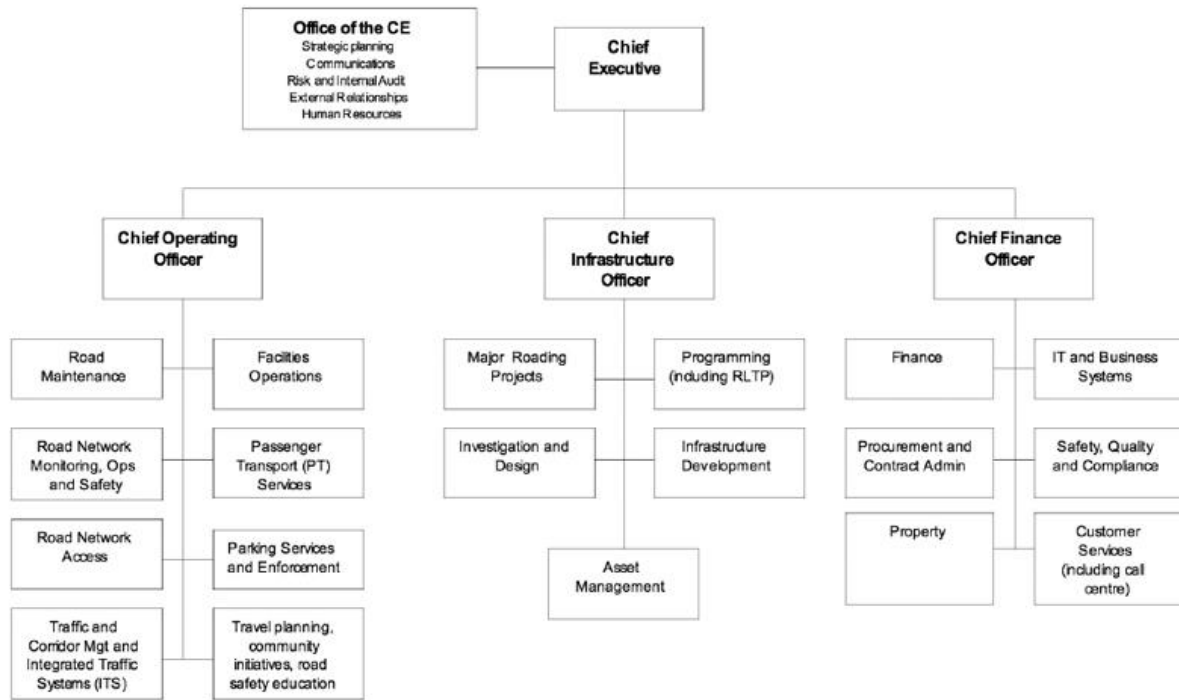 Office of the CE
Strategic planning
Communications
Risk and Internal Audit
External Relationships
Human Resources
Chief
Executive
Chief Operating
Officer
Chief
Infrastructure
Officer
Chief Finance
Officer
Road
Maintenance
Facilities
Operations
Major Roading
Projects
Programming
(including RLTP)
Finance
IT and Business
Systems
Road Network
Monitoring, Ops
and Safety
Passenger
Transport (PT)
Services
Investigation and
Design
Infrastructure
Development
Procurement and
Contract Admin
Safety, Quality
and Compliance
Road Network
Access
Parking Services
and Enforcement
Asset
Management
Property
Customer
Services
(including call
centre)
Traffic and
Corridor Mgt and
Integrated Traffic
Systems (ITS)
Travel planning,
community
initiatives, road
safety education